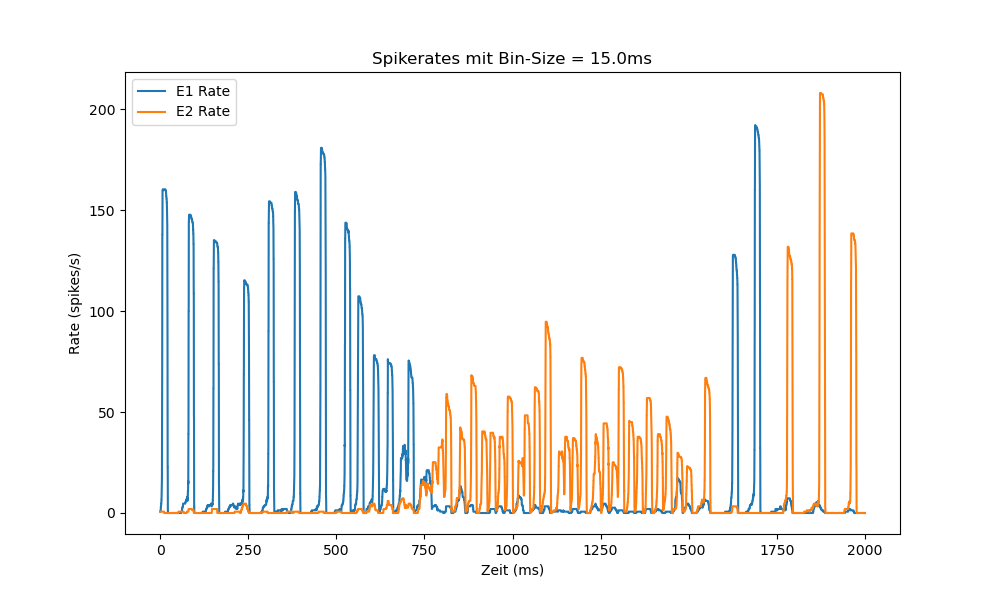 Spikerates mit Bin-Size = 15.0ms
E1 Rate
E2 Rate
Rate (spikes/s)
200
150
100
50
0
0 250 500 750 1000 1250 1500 1750 2000
Zeit (ms)